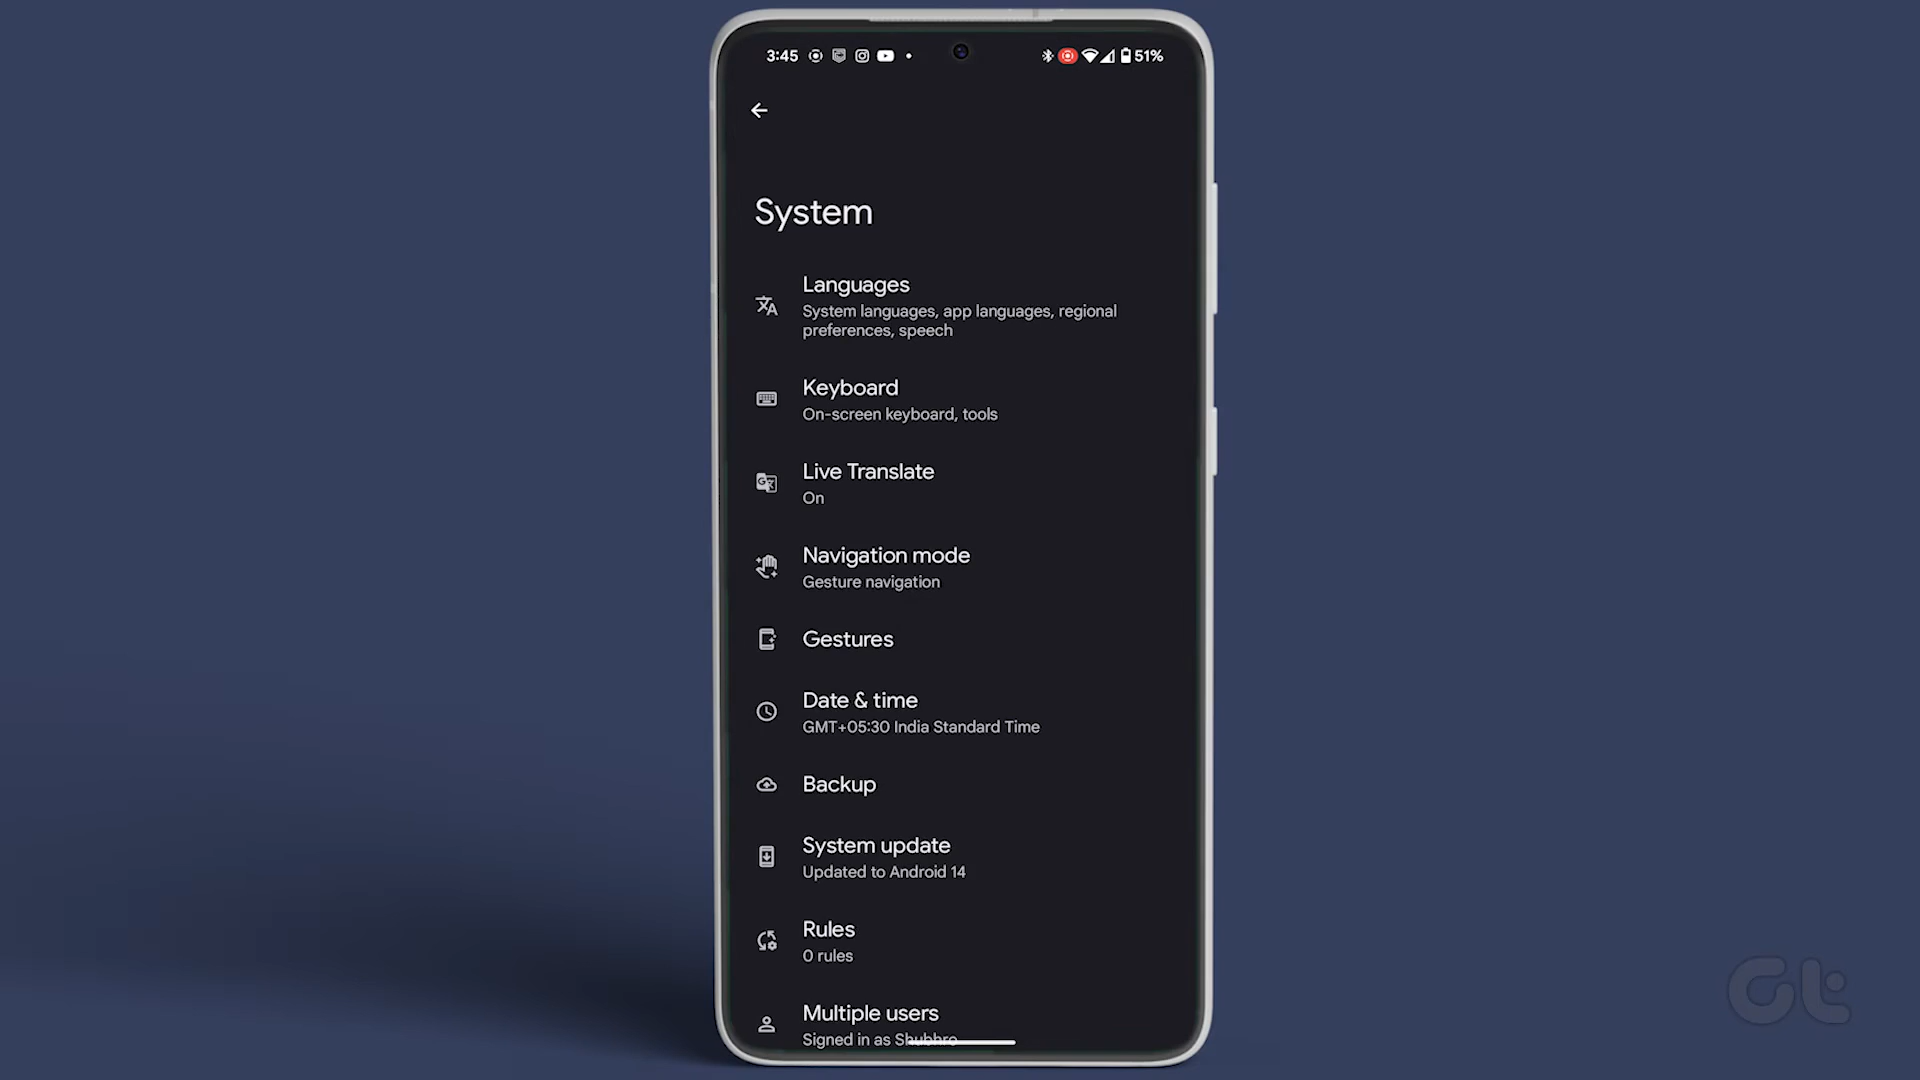 3:45
51%
System
Languages
System languages, app languages, regional
preferences, speech
Keyboard
On-screen keyboard, tools
Live Translate
On
Navigation mode
Gesture navigation
Gestures
Date & time
GMT+05:30 India Standard Time
Backup
System update
Updated to Android 14
Rules
0 rules
Multiple users
Signed in as Shubhro
Gt